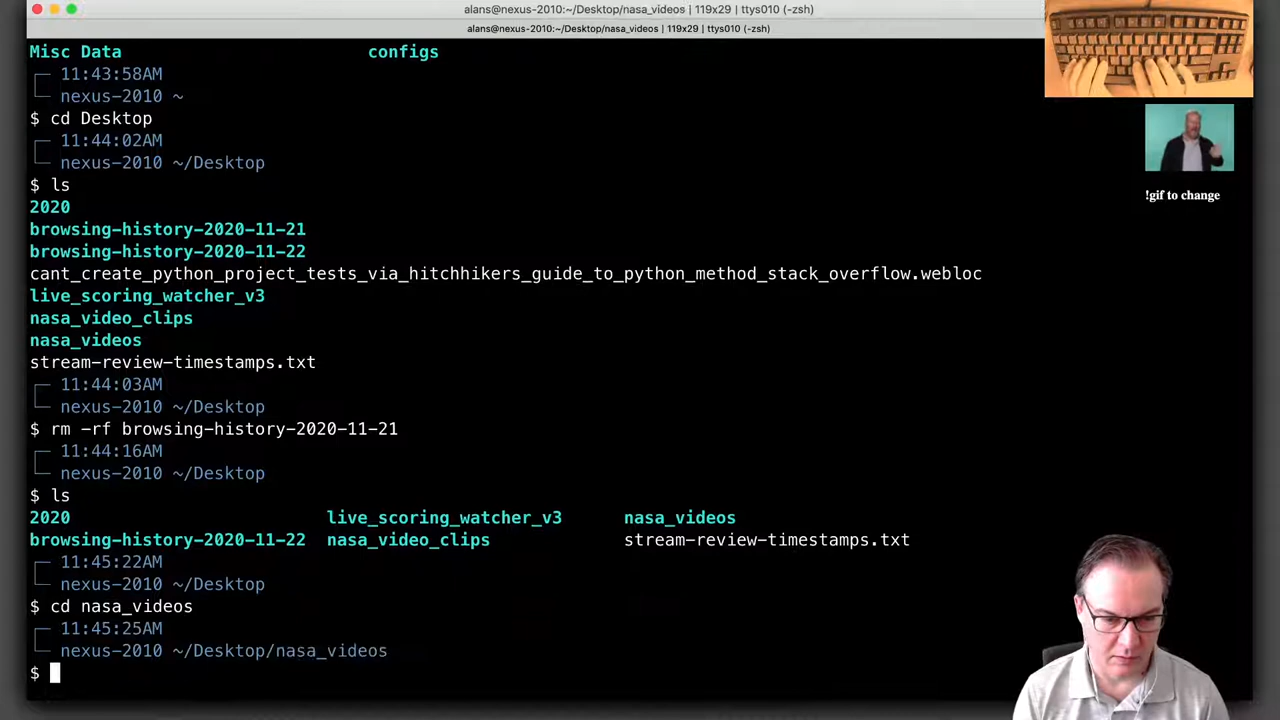 alans@nexus-2010:~/Desktop/nasa_videos | 119x29 | ttys010 (-zsh)
alans@nexus-2010:~/Desktop/nasa_videos | 119x29 | ttys010 (-zsh)
Misc Data configs
11:43:58AM
nexus-2010 ~
$ cd Desktop
11:44:02AM
nexus-2010 ~/Desktop
$ ls
2020
browsing-history-2020-11-21
browsing-history-2020-11-22
cant_create_python_project_tests_via_hitchhikers_guide_to_python_method_stack_overflow.webloc
live_scoring_watcher_v3
nasa_video_clips
nasa_videos
stream-review-timestamps.txt
11:44:03AM
nexus-2010 ~/Desktop
$ rm -rf browsing-history-2020-11-21
11:44:16AM
nexus-2010 ~/Desktop
$ ls
2020 live_scoring_watcher_v3 nasa_videos
browsing-history-2020-11-22 nasa_video_clips stream-review-timestamps.txt
11:45:22AM
nexus-2010 ~/Desktop
$ cd nasa_videos
11:45:25AM
nexus-2010 ~/Desktop/nasa_videos
$
!gif to change